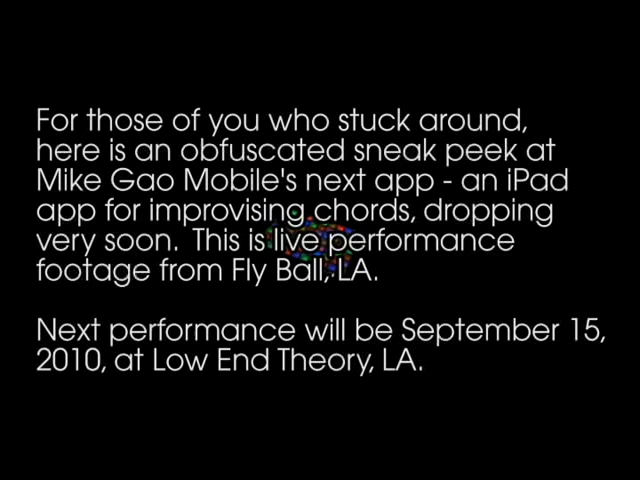 For those of you who stuck around,
here is an obfuscated sneak peek at
Mike Gao Mobile's next app - an iPad
app for improvising chords, dropping
very soon. This is live performance
footage from Fly Ball, LA.
Next performance will be September 15,
2010, at Low End Theory, LA.